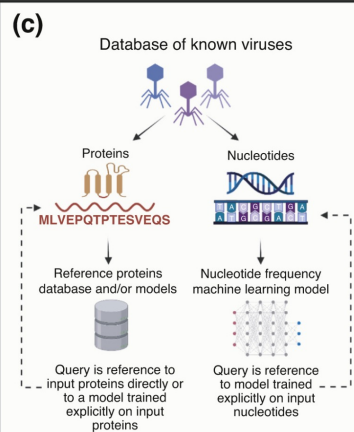 (c)
Database of known viruses
Proteins
MLVEPQTPTESVEQS
Reference proteins
database and/or models
Query is reference to
input proteins directly or
to a model trained
explicitly on input
proteins
Nucleotides
TACGCTGA
ATGCGACT
Nucleotide frequency
machine learning model
Query is reference
to model trained
explicitly on input
nucleotides